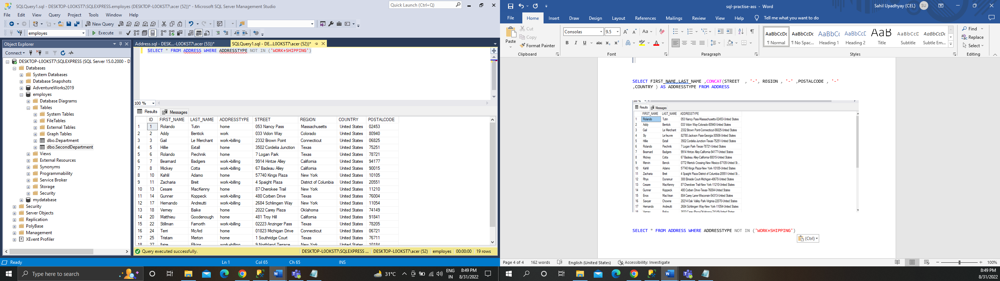 SQLQuery1.sql - DESKTOP-L0OKST7\SQLEXPRESS.employes (DESKTOP-L0OKST7\acer (52))* - Microsoft SQL Server Management Studio
Quick Launch (Ctrl+Q)
File Edit View Query Project Tools Window Help
New Query
employes
Execute
Object Explorer
Connect
DESKTOP-L0OKST7\SQLEXPRESS (SQL Server 15.0.2000 - D
Databases
System Databases
Database Snapshots
AdventureWorks2019
employes
Database Diagrams
Tables
System Tables
FileTables
External Tables
Graph Tables
dbo.Department
dbo.SecondDepartment
Views
External Resources
Synonyms
Programmability
Service Broker
Storage
Security
mydatabase
Security
Server Objects
Replication
PolyBase
Management
XEvent Profiler
Address.sql - DESK...-L0OKST7\acer (53))*
SQLQuery1.sql - DE...L0OKST7\acer (52))*
SELECT * FROM ADDRESS WHERE ADDRESSTYPE NOT IN ('WORK+SHIPPING')
100 %
Results Messages
ID FIRST_NAME LAST_NAME ADDRESSTYPE STREET REGION COUNTRY POSTALCODE
1 1 Rolando Tutin home 053 Nancy Pass Massachusetts United States 02453
2 2 Addy Bentick work 033 Vidon Way Colorado United States 80940
3 3 Gail Le Merchant work+billing 2332 Brown Point Connecticut United States 06825
4 5 Hillie Extall home 3502 Cordelia Junction Texas United States 75251
5 6 Rolando Piechnik home 7 Logan Park Texas United States 78721
6 7 Bearnard Badgers work+billing 9914 Hintze Alley California United States 94177
7 8 Mickey Cotta work+billing 67 Badeau Alley California United States 90015
8 10 Kahlil Adamo home 57740 Kings Plaza New York United States 10105
9 11 Zacharia Breit work+billing 4 Spaight Plaza District of Columbia United States 20551
10 13 Cesare MacKenny home 87 Cherokee Trail New York United States 11210
11 14 Gunner Koppeck work+billing 480 Corben Drive Texas United States 76004
12 17 Hernando Andreutti work+billing 2684 Schlimgen Way New York United States 11054
13 18 Verney Baike home 2022 Carey Plaza Oklahoma United States 74149
14 20 Matthieu Goodenough home 481 Troy Hill California United States 91841
15 22 Stillman Farnorth work+billing 02223 Anzinger Pass Texas United States 78205
16 24 Terri McArd home 01823 Michigan Drive Connecticut United States 06721
17 25 Tristam Merton home 1 Southridge Court Texas United States 76711
18 27 Ilaire Elkins work+billing 9 Northland Terrace New York United States 10184
Query executed successfully.
DESKTOP-L0OKST7\SQLEXPRESS ... DESKTOP-L0OKST7\acer (52) employes 00:00:00 19 rows
Ready Ln 1 Col 65 Ch 65 INS
Type here to search
31°C
ENG
IN
8:49 PM
8/31/2022
sql-practise-ass - Word
Sahil Upadhyay (CEL) SU
File Home Insert Draw Design Layout References Mailings Review View Help Tell me what you want to do
Paste
Cut
Copy
Format Painter
Clipboard
Consolas 9.5
Font
Paragraph
AaBbCcDc AaBbCcDc AaBbCc AaBbCcD AaB AaBbCcD AaBbCcDc
¶ Normal ¶ No Spac... Heading 1 Heading 2 Title Subtitle Subtle Em...
Styles
Find
Replace
Select
Editing
SELECT FIRST_NAME,LAST_NAME ,CONCAT(STREET , '-', REGION , '-' ,POSTALCODE , '-'
,COUNTRY ) AS ADDRESSTYPE FROM ADDRESS
100 %
Results Messages
FIRST_NAME LAST_NAME ADDRESSTYPE
1 Rolando Tutin 053 Nancy Pass-Massachusetts-02453-United States
2 Addy Bentick 033 Vidon Way-Colorado-80940-United States
3 Gail Le Merchant 2332 Brown Point-Connecticut-06825-United States
4 Sly Le feuvre 82780 Jackson Pass-Georgia-30506-United States
5 Hillie Extall 3502 Cordelia Junction-Texas-75251-United States
6 Rolando Piechnik 7 Logan Park-Texas-78721-United States
7 Bearnard Badgers 9914 Hintze Alley-California-94177-United States
8 Mickey Cotta 67 Badeau Alley-California-90015-United States
9 Mervin Benck 0772 Merrick Crossing-New Mexico-87105-United St...
10 Kahlil Adamo 57740 Kings Plaza-New York-10105-United States
11 Zacharia Breit 4 Spaight Plaza-District of Columbia-20551-United States
12 Rhys Dunsmuir 308 Elmside Court-Michigan-48670-United States
13 Cesare MacKenny 87 Cherokee Trail-New York-11210-United States
14 Gunner Koppeck 480 Corben Drive-Texas-76004-United States
15 Enos MacVean 804 Carey Lane-Wisconsin-54313-United States
16 Sawyer Chowne 20214 Oak Valley Park-Virginia-22070-United States
17 Hernando Andreutti 2684 Schlimgen Way-New York-11054-United States
18 Verney Baike 2022 Carey Plaza-Oklahoma-74149-United States
SELECT * FROM ADDRESS WHERE ADDRESSTYPE NOT IN ('WORK+SHIPPING')
(Ctrl)
Page 4 of 4 162 words English (United States) Accessibility: Investigate 100%
8:49 PM
8/31/2022